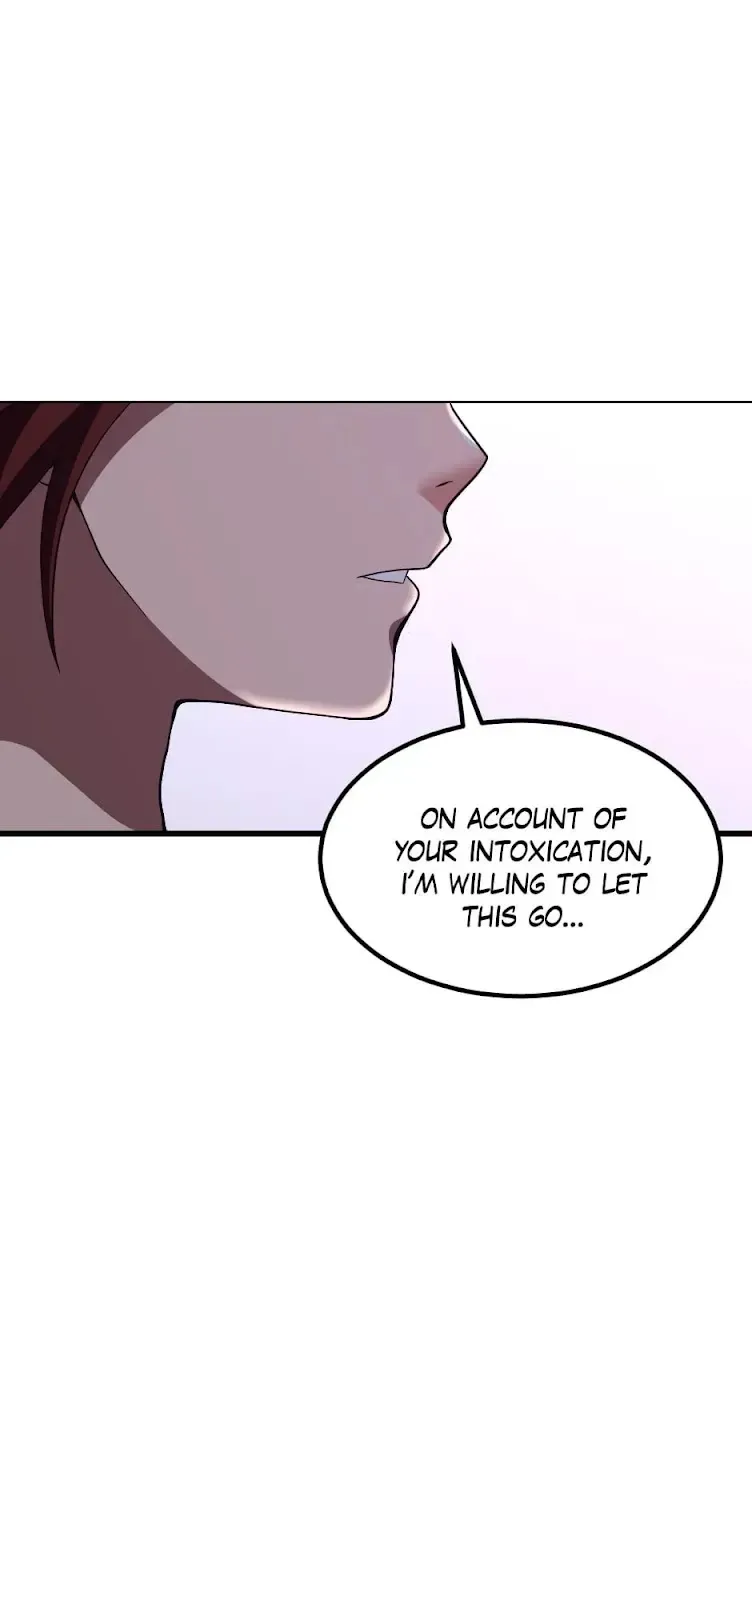 ON ACCOUNT OF
YOUR INTOXICATION,
I'M WILLING TO LET
THIS GO...